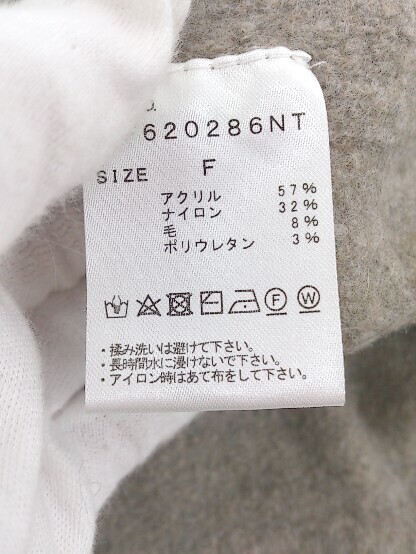 620286NT
SIZE F
アクリル 57%
ナイロン 32%
毛 8%
ポリウレタン 3%
F W
・揉み洗いは避けて下さい。
・長時間水に浸けないで下さい。
・アイロン時はあて布をして下さい。